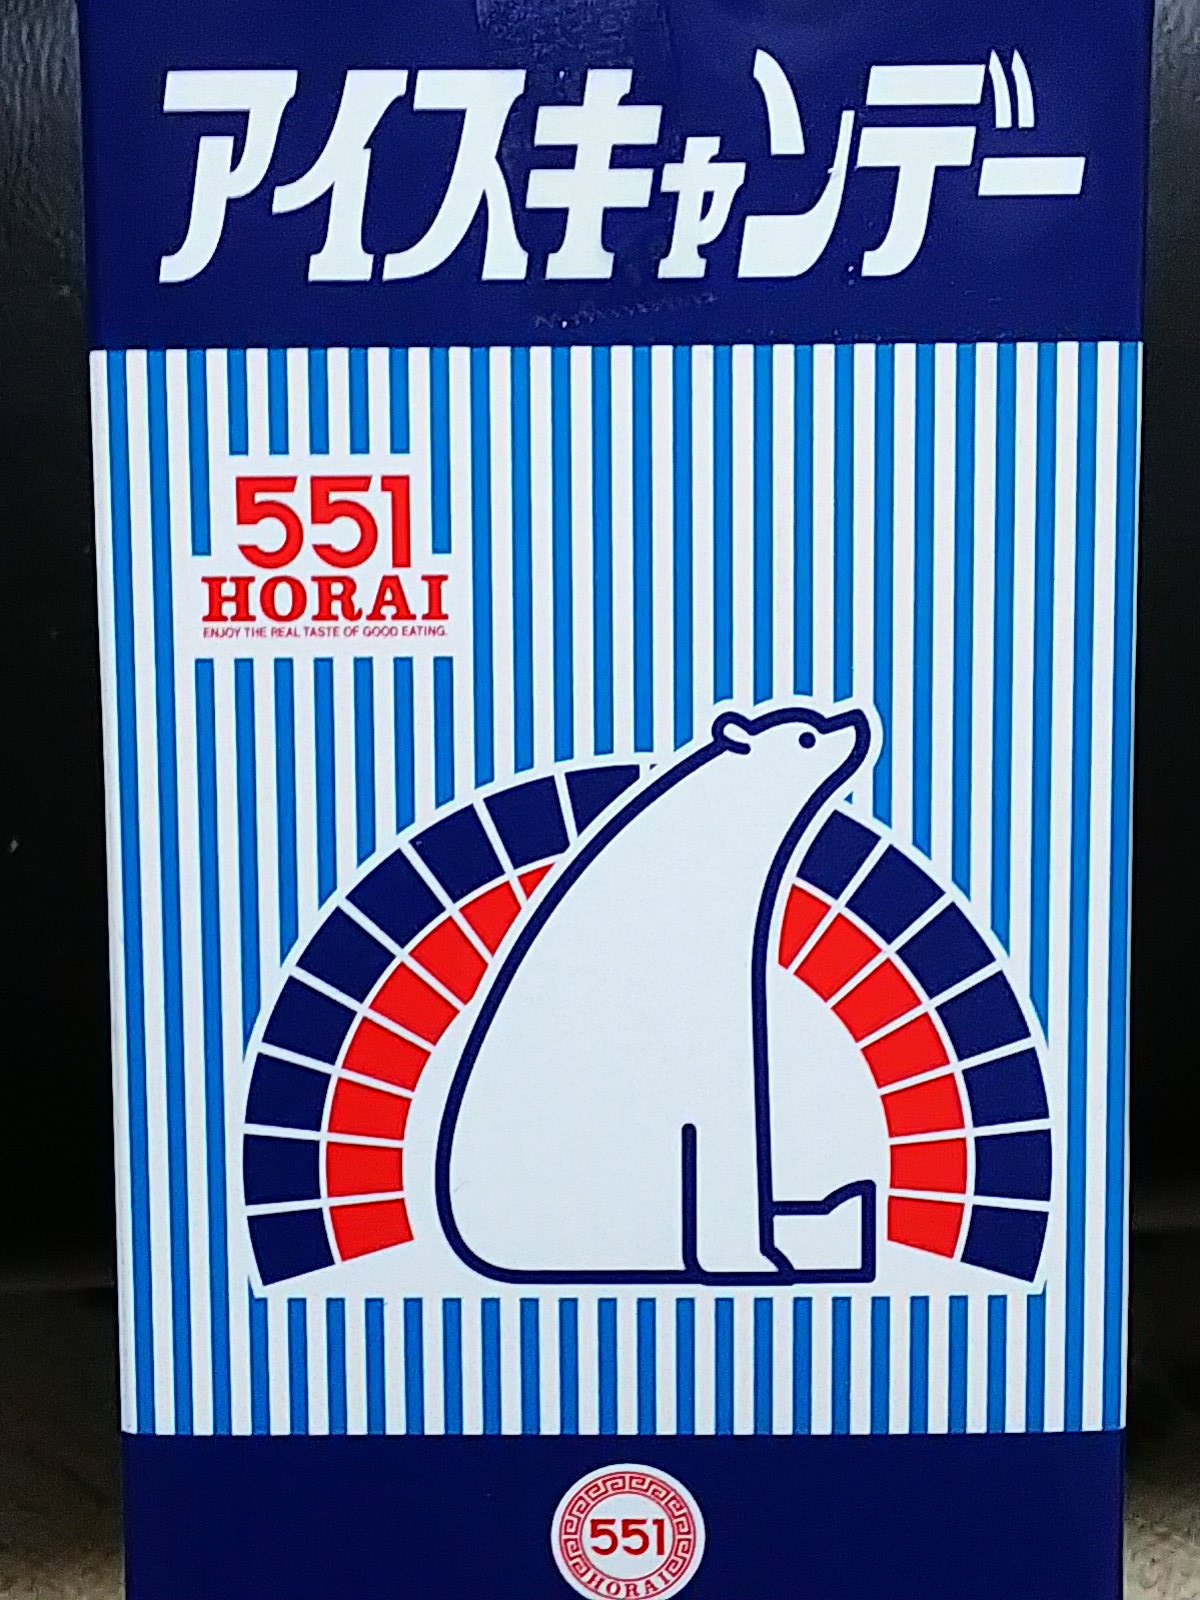 アイスキャンデー
551
HORAI
ENJOY THE REAL TASTE OF GOOD EATING.
551
HORAI